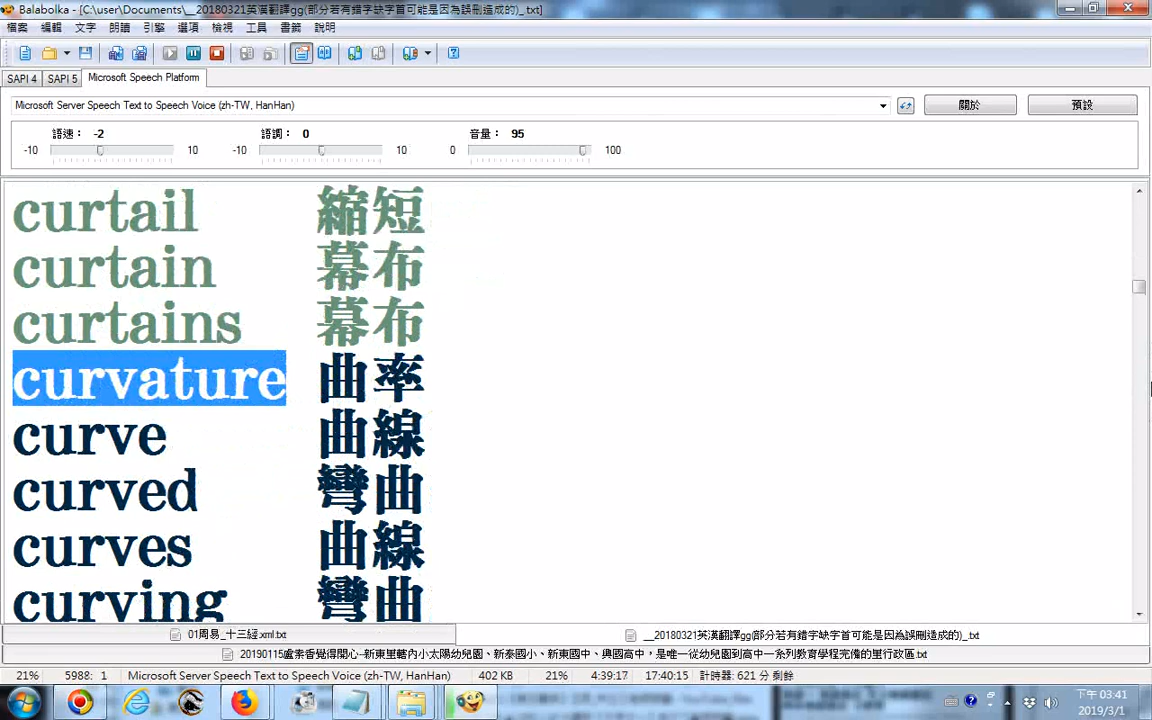 Balabolka - [C:\user\Documents\__20180321英漢翻譯gg(部分若有錯字缺字首可能是因為誤刪造成的)_.txt]
檔案 編輯 文字 朗讀 引擎 選項 檢視 工具 書籤 說明
SAPI 4 SAPI 5 Microsoft Speech Platform
Microsoft Server Speech Text to Speech Voice (zh-TW, HanHan) 關於 預設
語速： -2 語調： 0 音量： 95
-10 10 -10 10 0 100
curtail 縮短
curtain 幕布
curtains 幕布
curvature 曲率
curve 曲線
curved 彎曲
curves 曲線
curving 彎曲
01周易_十三經.xml.txt __20180321英漢翻譯gg(部分若有錯字缺字首可能是因為誤刪造成的)_.txt
20190115盧素香覺得開心-新東里轄內小太陽幼兒園、新泰國小、新東國中、興國高中，是唯一從幼兒園到高中一系列教育學程完備的里行政區.txt
21% 5988: 1 Microsoft Server Speech Text to Speech Voice (zh-TW, HanHan) 402 KB 21% 4:39:17 17:40:15 計時器: 621 分 剩餘
下午 03:41
2019/3/1